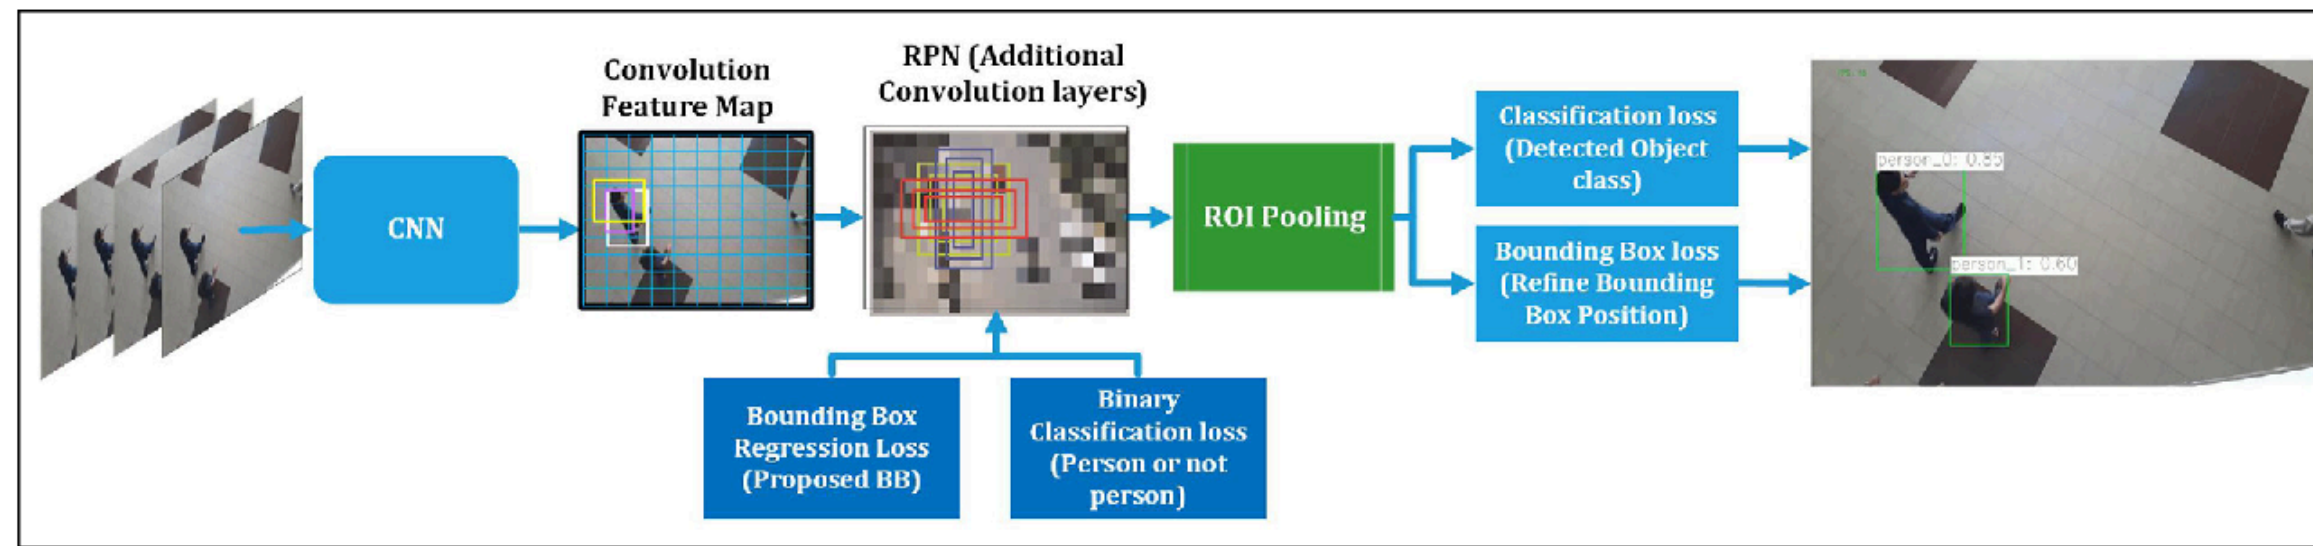 Convolution
Feature Map
RPN (Additional
Convolution layers)
CNN
ROI Pooling
Classification loss
(Detected Object
class)
Bounding Box loss
(Refine Bounding
Box Position)
Bounding Box
Regression Loss
(Proposed BB)
Binary
Classification loss
(Person or not
person)
person_0: 0.85
person_1: 0.60